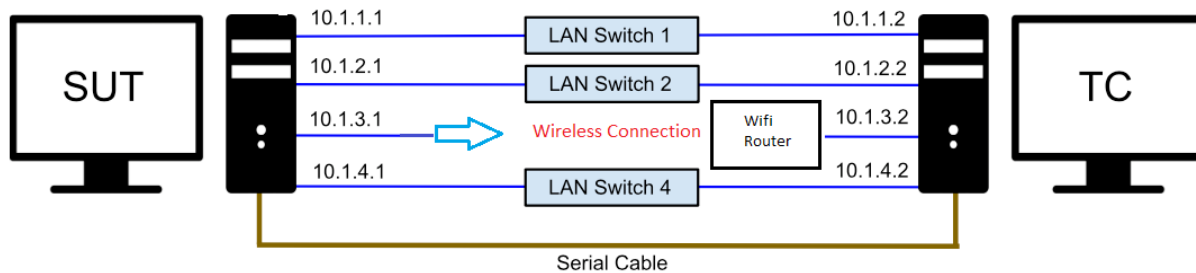 10.1.1.1
LAN Switch 1
10.1.1.2
SUT
10.1.2.1
LAN Switch 2
10.1.2.2
TC
10.1.3.1
Wireless Connection
Wifi
Router
10.1.3.2
10.1.4.1
LAN Switch 4
10.1.4.2
Serial Cable